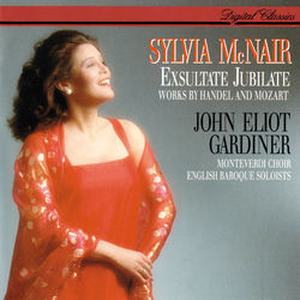 Digital Classics
SYLVIA MCNAIR
EXSULTATE JUBILATE
WORKS BY HANDEL AND MOZART
JOHN ELIOT
GARDINER
MONTEVERDI CHOIR
ENGLISH BAROQUE SOLOISTS